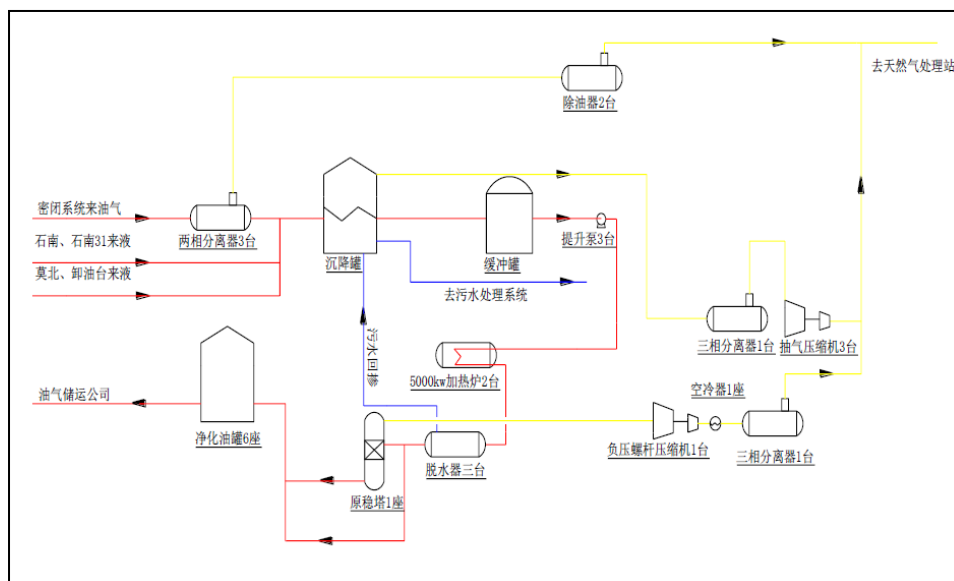 去天然气处理站
除油器2台
密闭系统来油气
两相分离器3台
石南、石南31来液
莫北、卸油台来液
沉降罐
缓冲罐
提升泵3台
去污水处理系统
三相分离器1台
抽气压缩机3台
污水回掺
5000kw加热炉2台
空冷器1座
油气储运公司
净化油罐6座
脱水器三台
负压螺杆压缩机1台
三相分离器1台
原稳塔1座